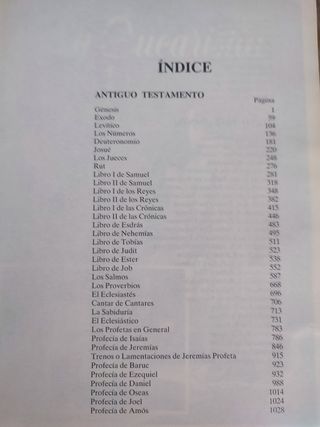 ÍNDICE
ANTIGUO TESTAMENTO
Página
Génesis 1
Exodo 59
Levítico 104
Los Números 136
Deuteronomio 181
Josué 220
Los Jueces 248
Rut 276
Libro I de Samuel 281
Libro II de Samuel 318
Libro I de los Reyes 348
Libro II de los Reyes 382
Libro I de las Crónicas 415
Libro II de las Crónicas 446
Libro de Esdrás 483
Libro de Nehemías 495
Libro de Tobías 511
Libro de Judit 523
Libro de Ester 538
Libro de Job 552
Los Salmos 587
Los Proverbios 668
El Eclesiastés 696
Cantar de Cantares 706
La Sabiduría 713
El Eclesiástico 731
Los Profetas en General 783
Profecía de Isaías 786
Profecía de Jeremías 846
Trenos o Lamentaciones de Jeremías Profeta 915
Profecía de Baruc 923
Profecía de Ezequiel 932
Profecía de Daniel 988
Profecía de Oseas 1014
Profecía de Joel 1024
Profecía de Amós 1028